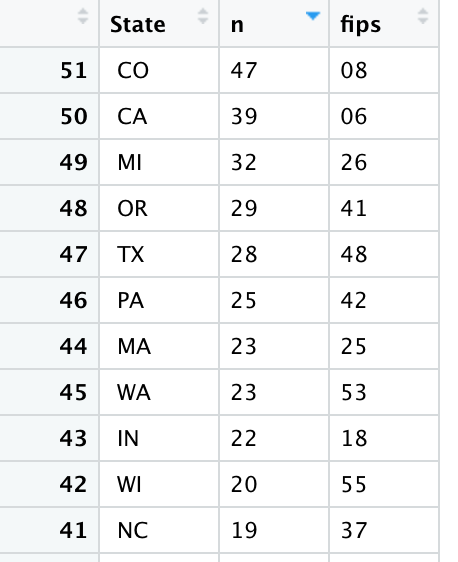 State n fips
51 CO 47 08
50 CA 39 06
49 MI 32 26
48 OR 29 41
47 TX 28 48
46 PA 25 42
44 MA 23 25
45 WA 23 53
43 IN 22 18
42 WI 20 55
41 NC 19 37